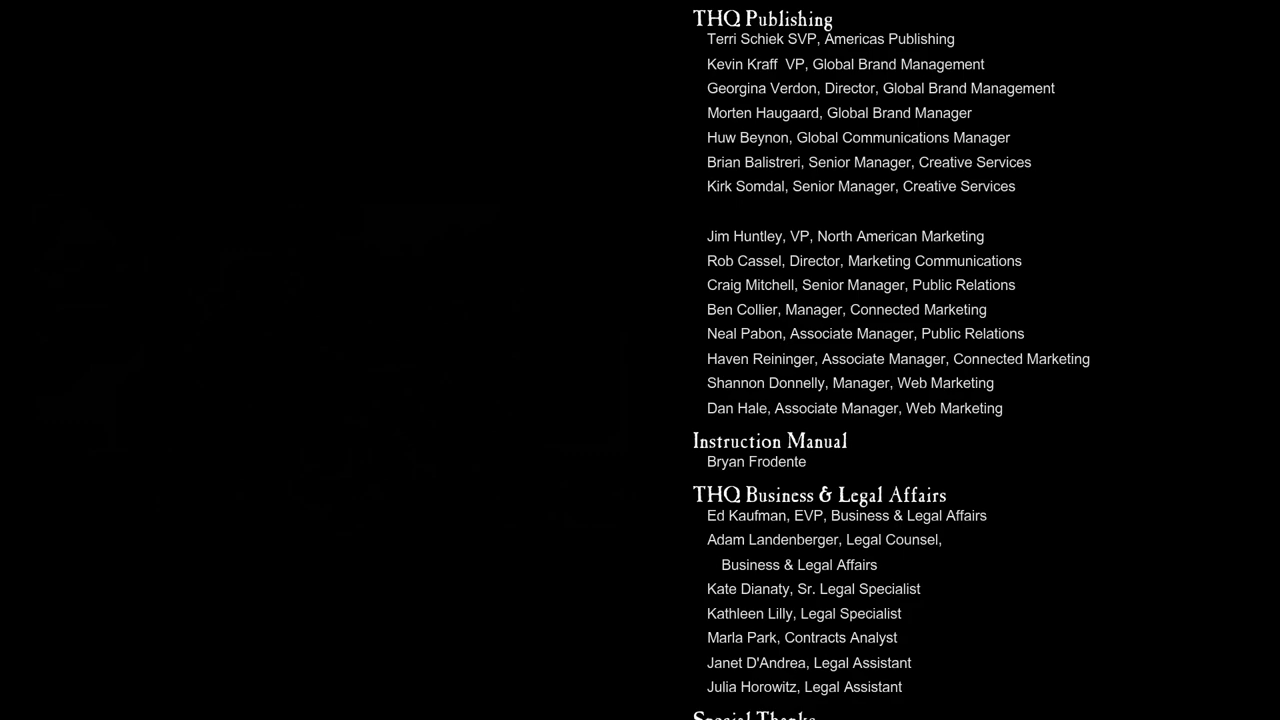 THQ Publishing
Terri Schiek SVP, Americas Publishing
Kevin Kraff  VP, Global Brand Management
Georgina Verdon, Director, Global Brand Management
Morten Haugaard, Global Brand Manager
Huw Beynon, Global Communications Manager
Brian Balistreri, Senior Manager, Creative Services
Kirk Somdal, Senior Manager, Creative Services
Jim Huntley, VP, North American Marketing
Rob Cassel, Director, Marketing Communications
Craig Mitchell, Senior Manager, Public Relations
Ben Collier, Manager, Connected Marketing
Neal Pabon, Associate Manager, Public Relations
Haven Reininger, Associate Manager, Connected Marketing
Shannon Donnelly, Manager, Web Marketing
Dan Hale, Associate Manager, Web Marketing
Instruction Manual
Bryan Frodente
THQ Business & Legal Affairs
Ed Kaufman, EVP, Business & Legal Affairs
Adam Landenberger, Legal Counsel,
Business & Legal Affairs
Kate Dianaty, Sr. Legal Specialist
Kathleen Lilly, Legal Specialist
Marla Park, Contracts Analyst
Janet D'Andrea, Legal Assistant
Julia Horowitz, Legal Assistant
Special Thanks